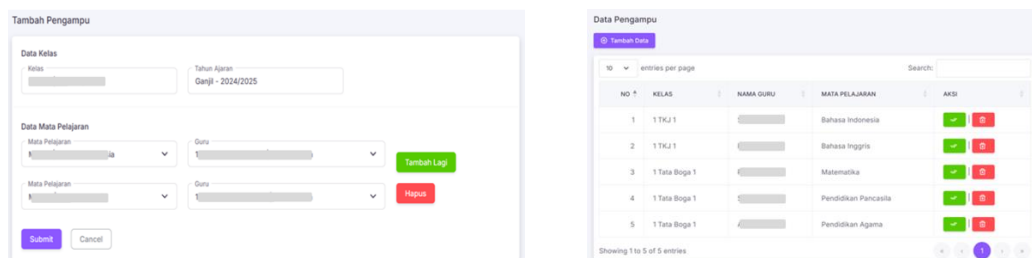 Tambah Pengampu
Data Kelas
Kelas
Tahun Ajaran
Ganjil - 2024/2025
Data Mata Pelajaran
Mata Pelajaran
Guru
Tambah Lagi
Mata Pelajaran
Guru
Hapus
Submit Cancel
Data Pengampu
Tambah Data
10 entries per page Search:
NO KELAS NAMA GURU MATA PELAJARAN AKSI
1 1 TKJ 1 Bahasa Indonesia
2 1 TKJ 1 Bahasa Inggris
3 1 Tata Boga 1 Matematika
4 1 Tata Boga 1 Pendidikan Pancasila
5 1 Tata Boga 1 Pendidikan Agama
Showing 1 to 5 of 5 entries « ‹ 1 › »